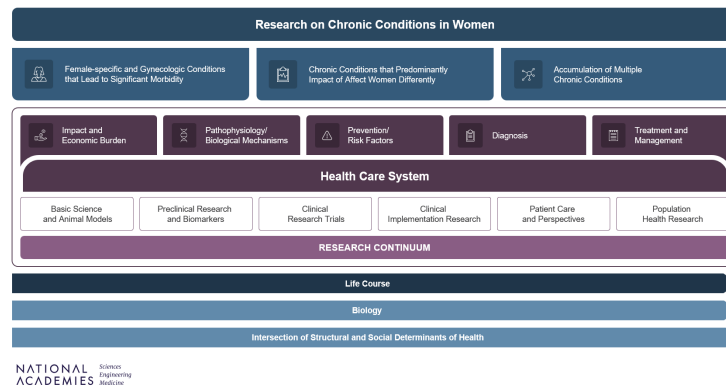 Research on Chronic Conditions in Women
Female-specific and Gynecologic Conditions
that Lead to Significant Morbidity
Chronic Conditions that Predominantly
Impact of Affect Women Differently
Accumulation of Multiple
Chronic Conditions
Impact and
Economic Burden
Pathophysiology/
Biological Mechanisms
Prevention/
Risk Factors
Diagnosis
Treatment and
Management
Health Care System
Basic Science
and Animal Models
Preclinical Research
and Biomarkers
Clinical
Research Trials
Clinical
Implementation Research
Patient Care
and Perspectives
Population
Health Research
RESEARCH CONTINUUM
Life Course
Biology
Intersection of Structural and Social Determinants of Health
NATIONAL
ACADEMIES
Sciences
Engineering
Medicine